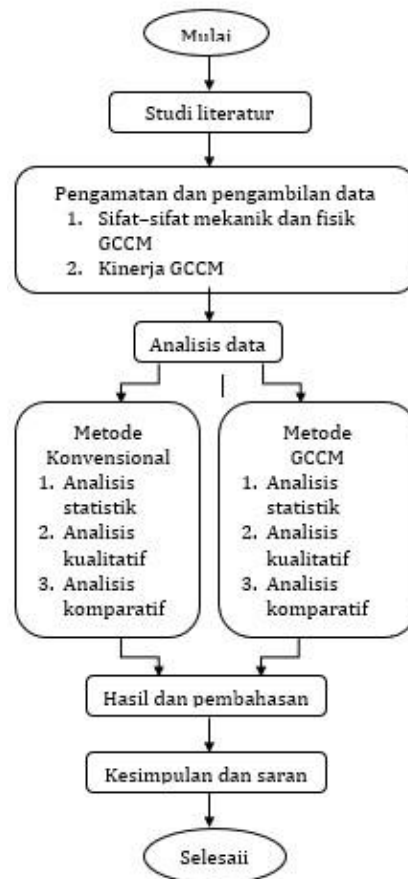 Mulai
Studi literatur
Pengamatan dan pengambilan data
1. Sifat–sifat mekanik dan fisik
GCCM
2. Kinerja GCCM
Analisis data
Metode
Konvensional
1. Analisis
statistik
2. Analisis
kualitatif
3. Analisis
komparatif
Metode
GCCM
1. Analisis
statistik
2. Analisis
kualitatif
3. Analisis
komparatif
Hasil dan pembahasan
Kesimpulan dan saran
Selesaii